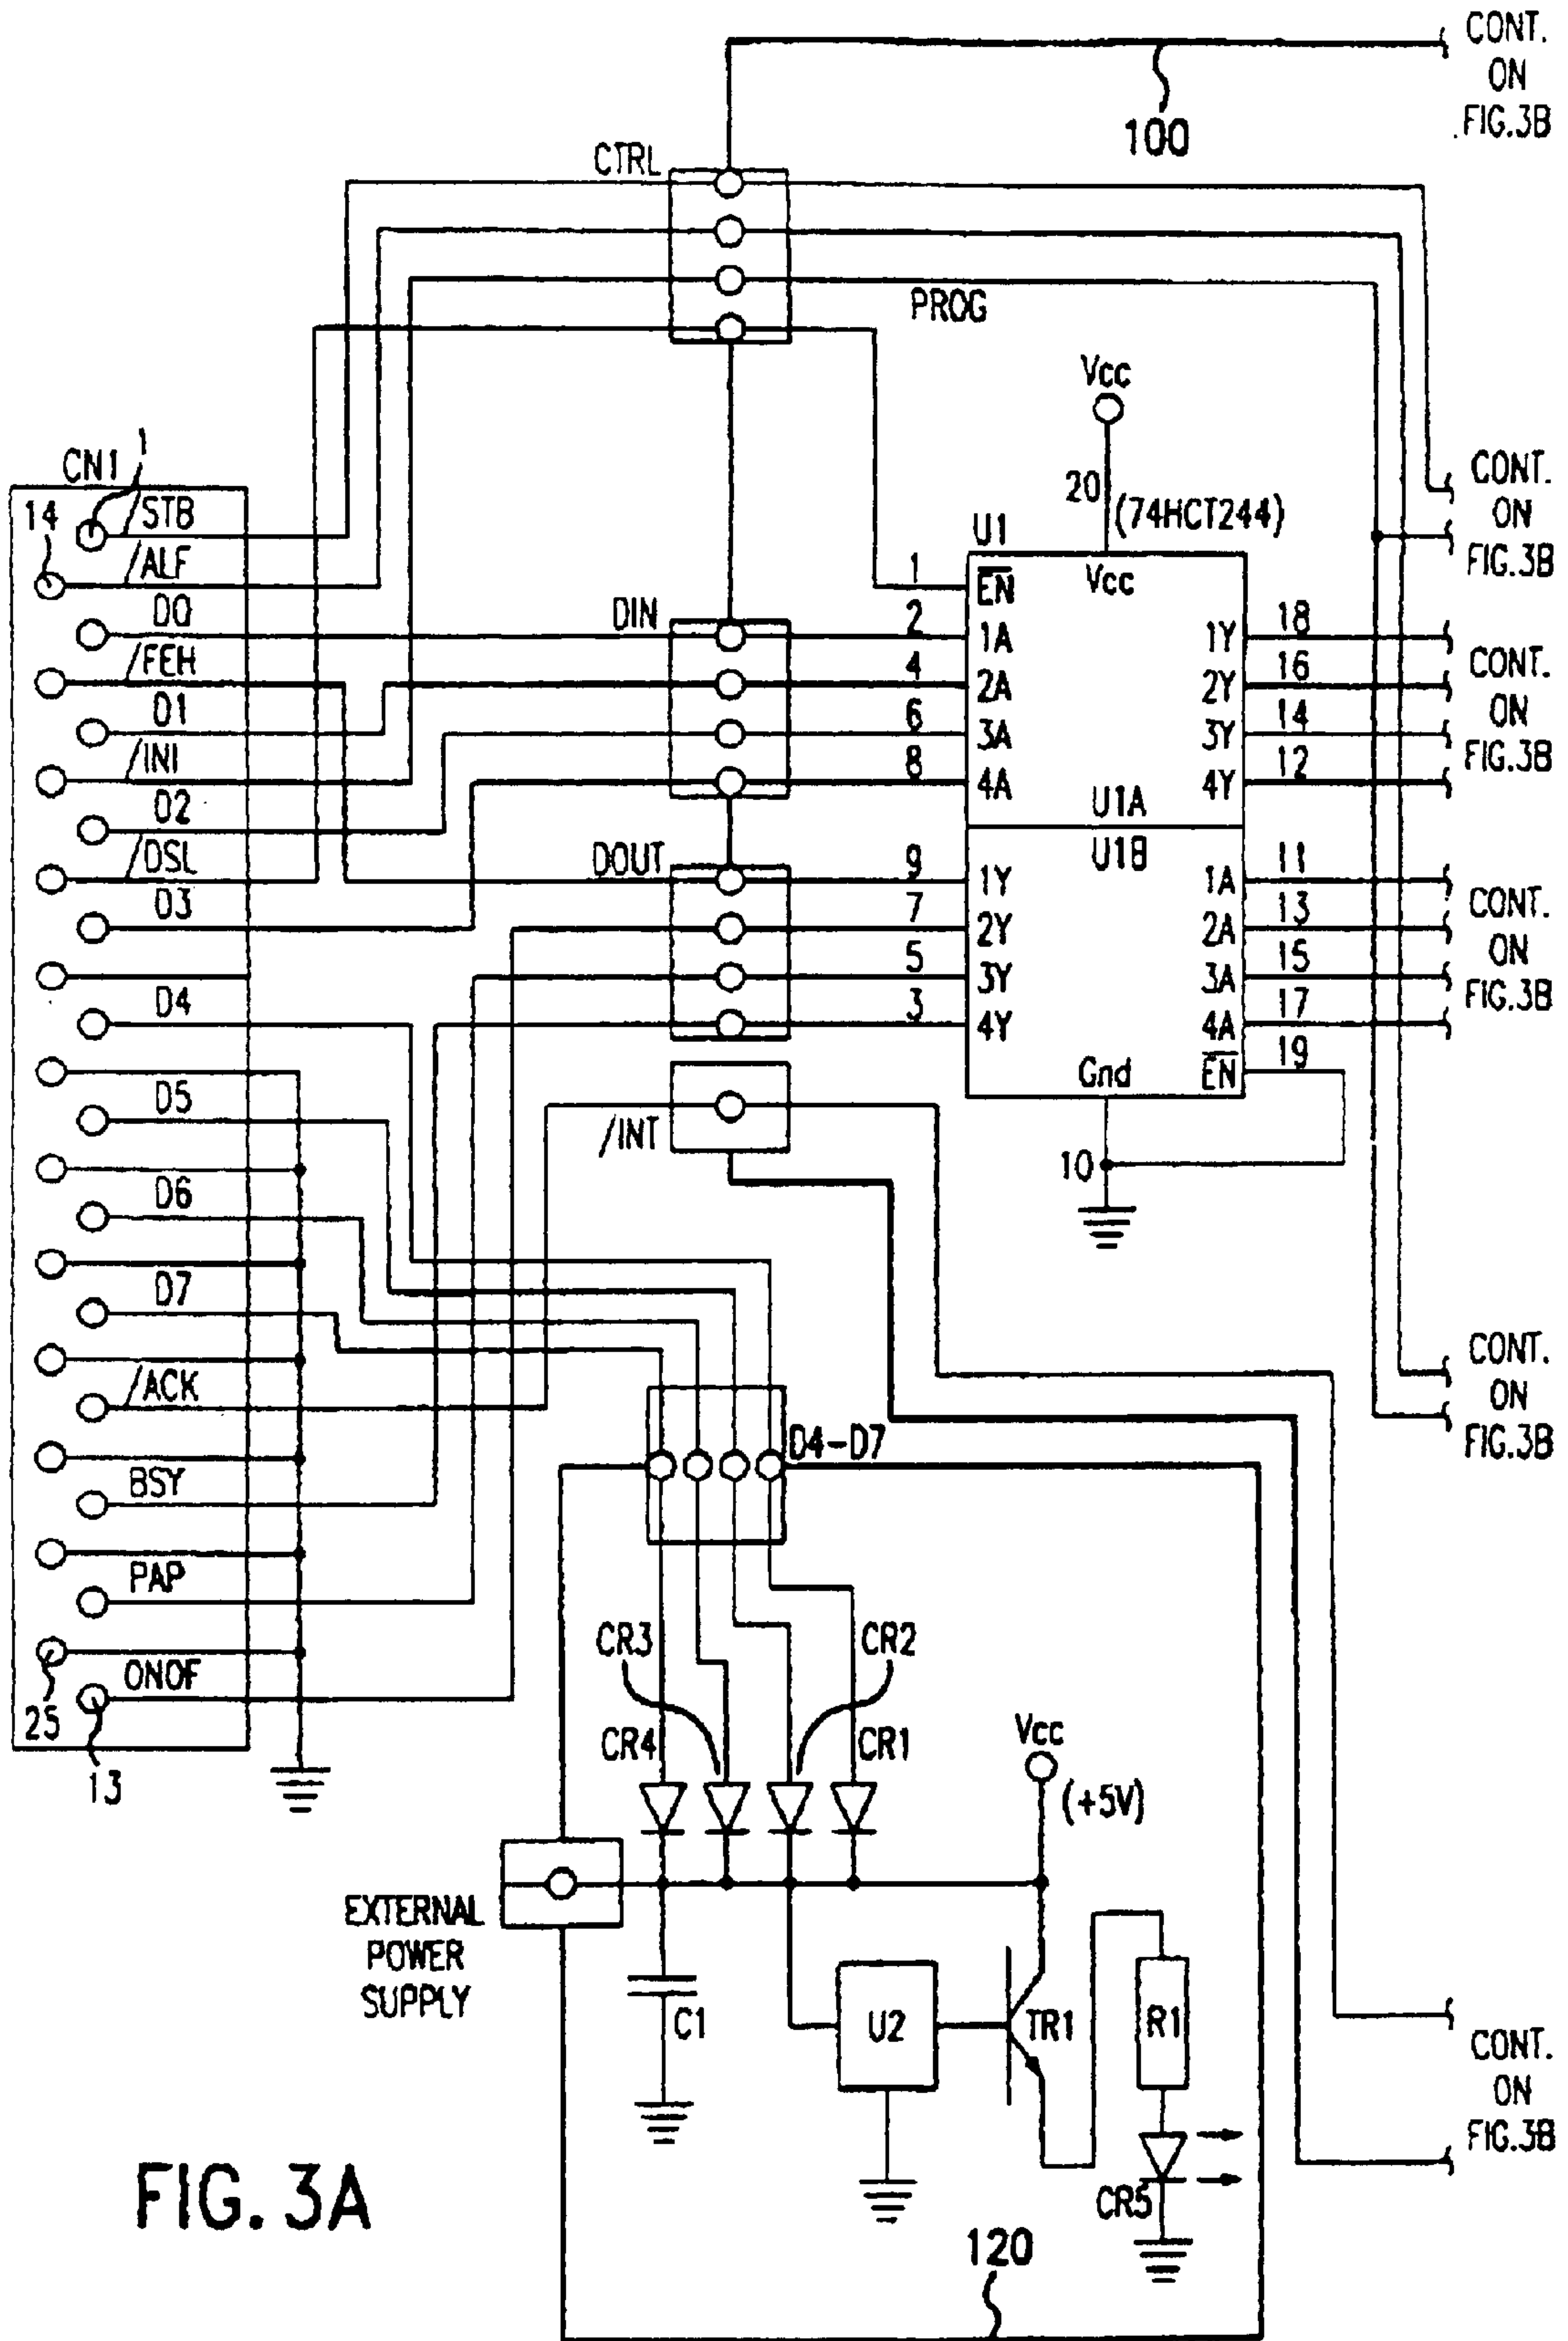 CONT.
ON
FIG.3B
100
CTRL
PROG
Vcc
20
(74HCT244)
CN1
1
14
/STB
/ALF
D0
/FEH
D1
/INI
D2
/DSL
D3
D4
D5
D6
D7
/ACK
BSY
PAP
ONOF
25
13
DIN
DOUT
/INT
U1
1
2
4
6
8
9
7
5
3
EN
1A
2A
3A
4A
Vcc
U1A
U1B
1Y
2Y
3Y
4Y
1Y
2Y
3Y
4Y
1A
2A
3A
4A
EN
Gnd
10
18
16
14
12
11
13
15
17
19
CONT.
ON
FIG.3B
CONT.
ON
FIG.3B
CONT.
ON
FIG.3B
CONT.
ON
FIG.3B
D4-D7
CR3
CR2
CR4
CR1
Vcc
(+5V)
EXTERNAL
POWER
SUPPLY
C1
U2
TR1
R1
CR5
CONT.
ON
FIG.3B
120
FIG. 3A